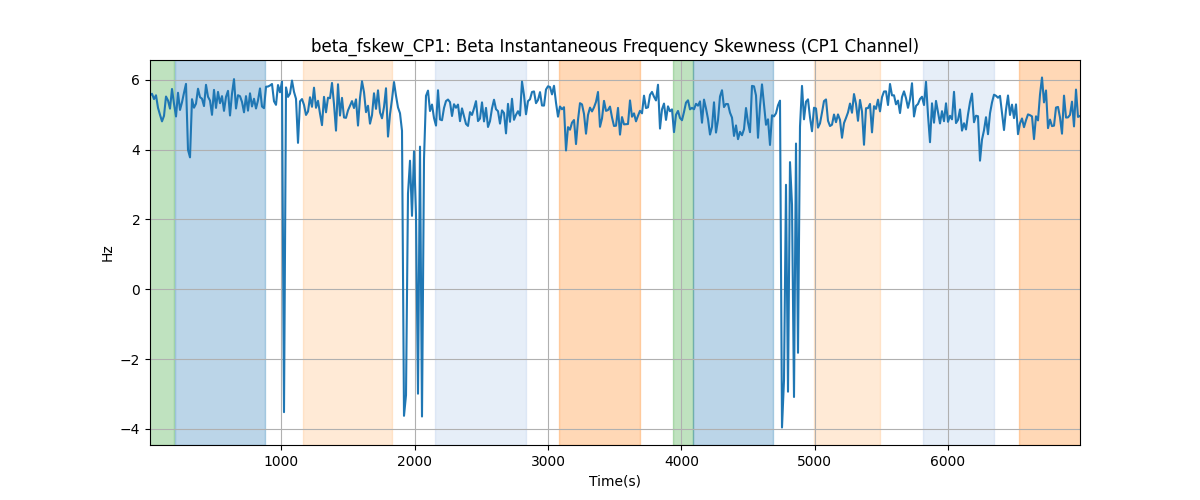 beta_fskew_CP1: Beta Instantaneous Frequency Skewness (CP1 Channel)
6
4
2
0
−2
−4
Hz
1000 2000 3000 4000 5000 6000
Time(s)